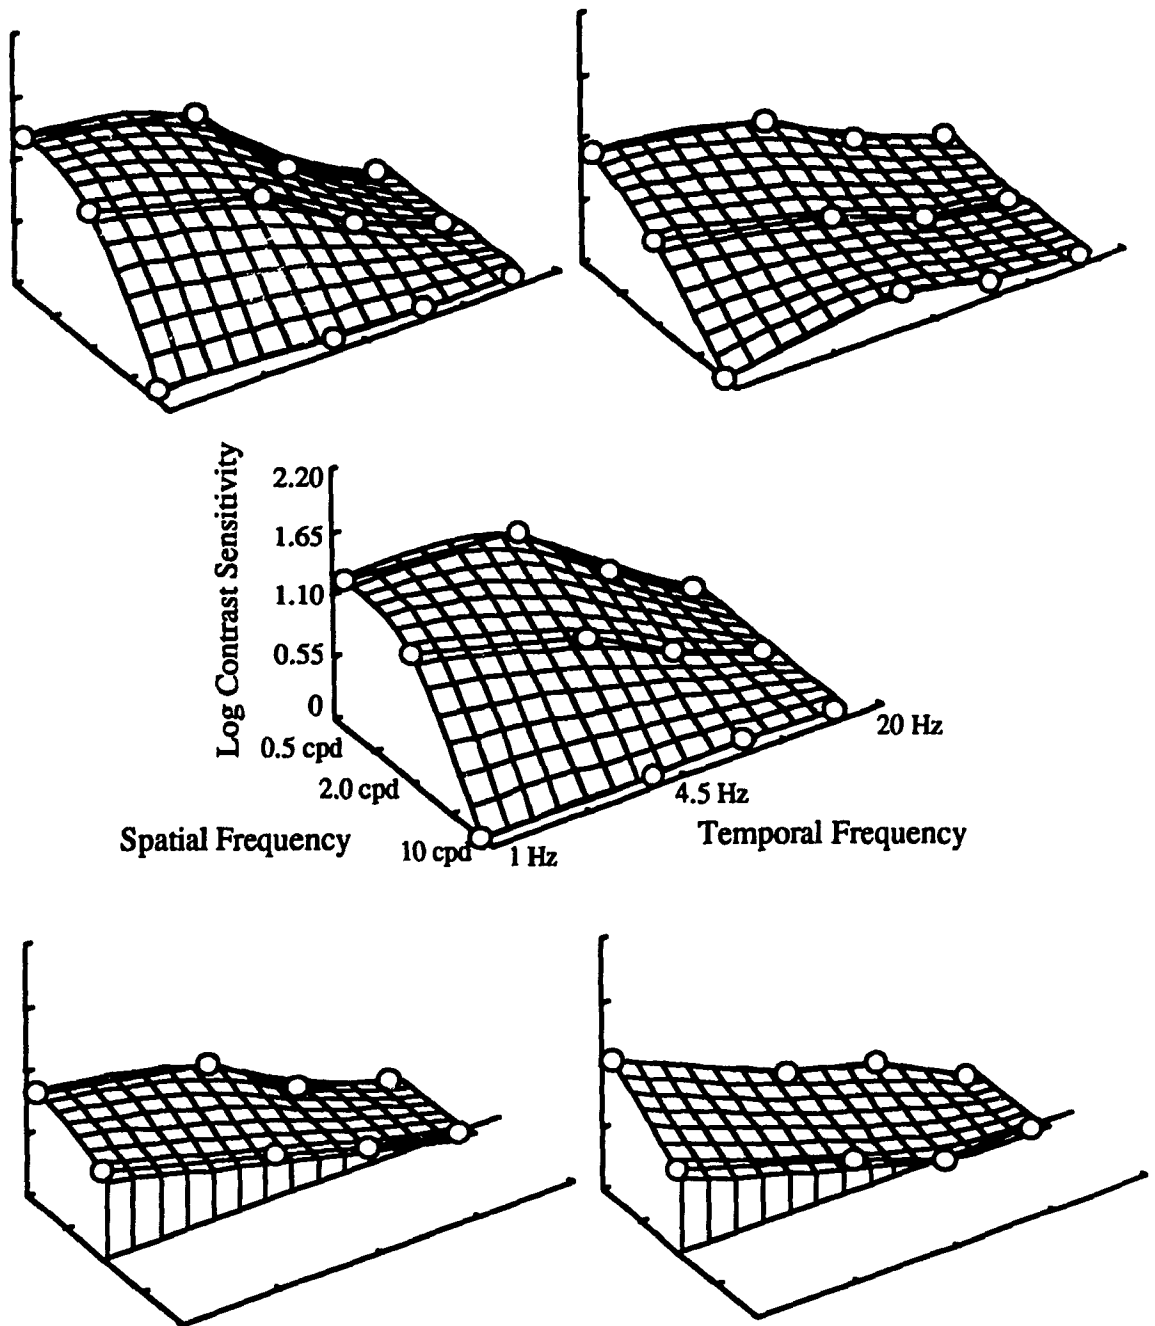 Log Contrast Sensitivity
2.20
1.65
1.10
0.55
0
0.5 cpd
2.0 cpd
10 cpd
1 Hz
4.5 Hz
20 Hz
Spatial Frequency
Temporal Frequency